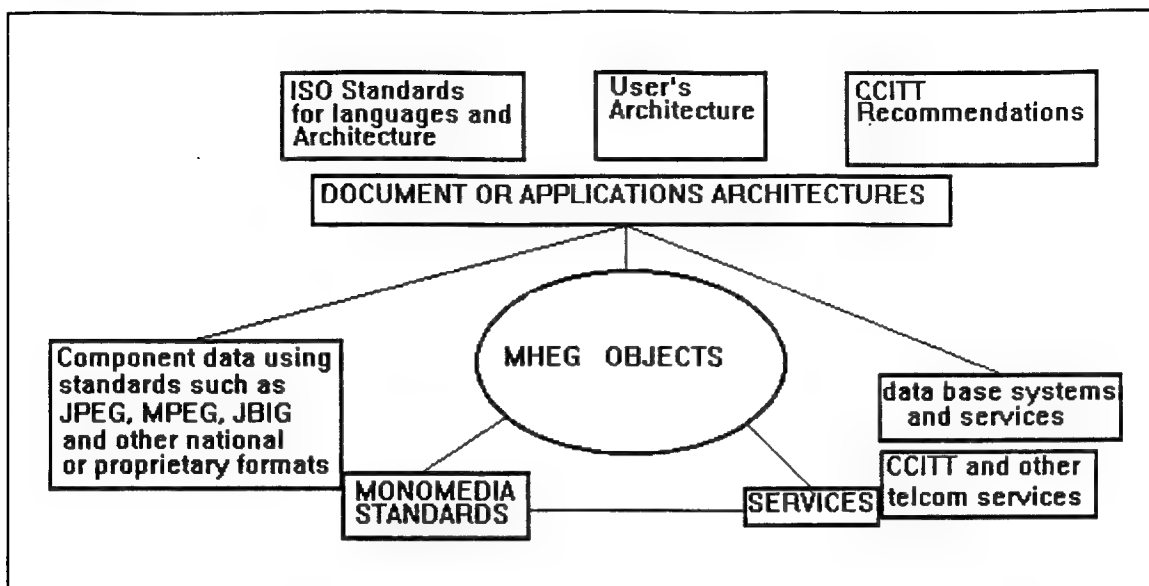 ISO Standards
for languages and
Architecture
User's
Architecture
CCITT
Recommendations
DOCUMENT OR APPLICATIONS ARCHITECTURES
MHEG OBJECTS
Component data using
standards such as
JPEG, MPEG, JBIG
and other national
or proprietary formats
data base systems
and services
MONOMEDIA
STANDARDS
SERVICES
CCITT and other
telcom services